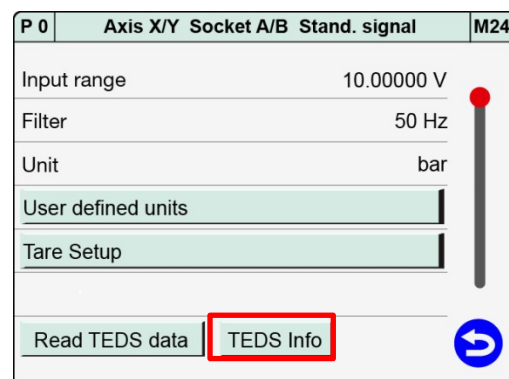 P 0 Axis X/Y Socket A/B Stand. signal M24
Input range 10.00000 V
Filter 50 Hz
Unit bar
User defined units
Tare Setup
Read TEDS data TEDS Info